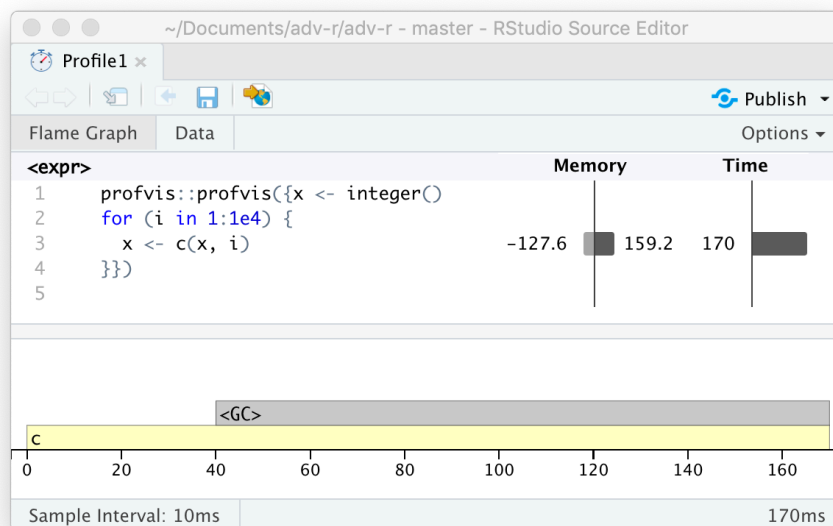 ~/Documents/adv-r/adv-r - master - RStudio Source Editor
Profile1 ×
Publish
Flame Graph Data Options
<expr> Memory Time
1 profvis::profvis({x <- integer()
2 for (i in 1:1e4) {
3   x <- c(x, i) -127.6 159.2 170
4 }})
5
<GC>
c
0 20 40 60 80 100 120 140 160
Sample Interval: 10ms 170ms